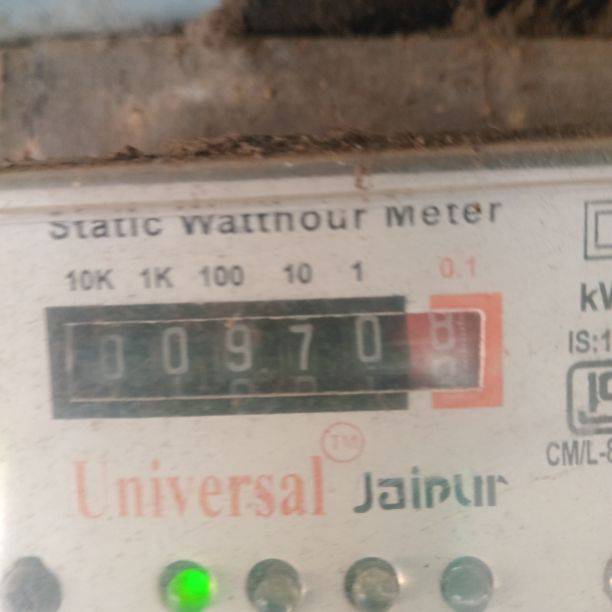 Static Watthour Meter
10K 1K 100 10 1 0.1
0 0 9 7 0 8
kW
IS:1
TM
Universal Jaipur
CM/L-8